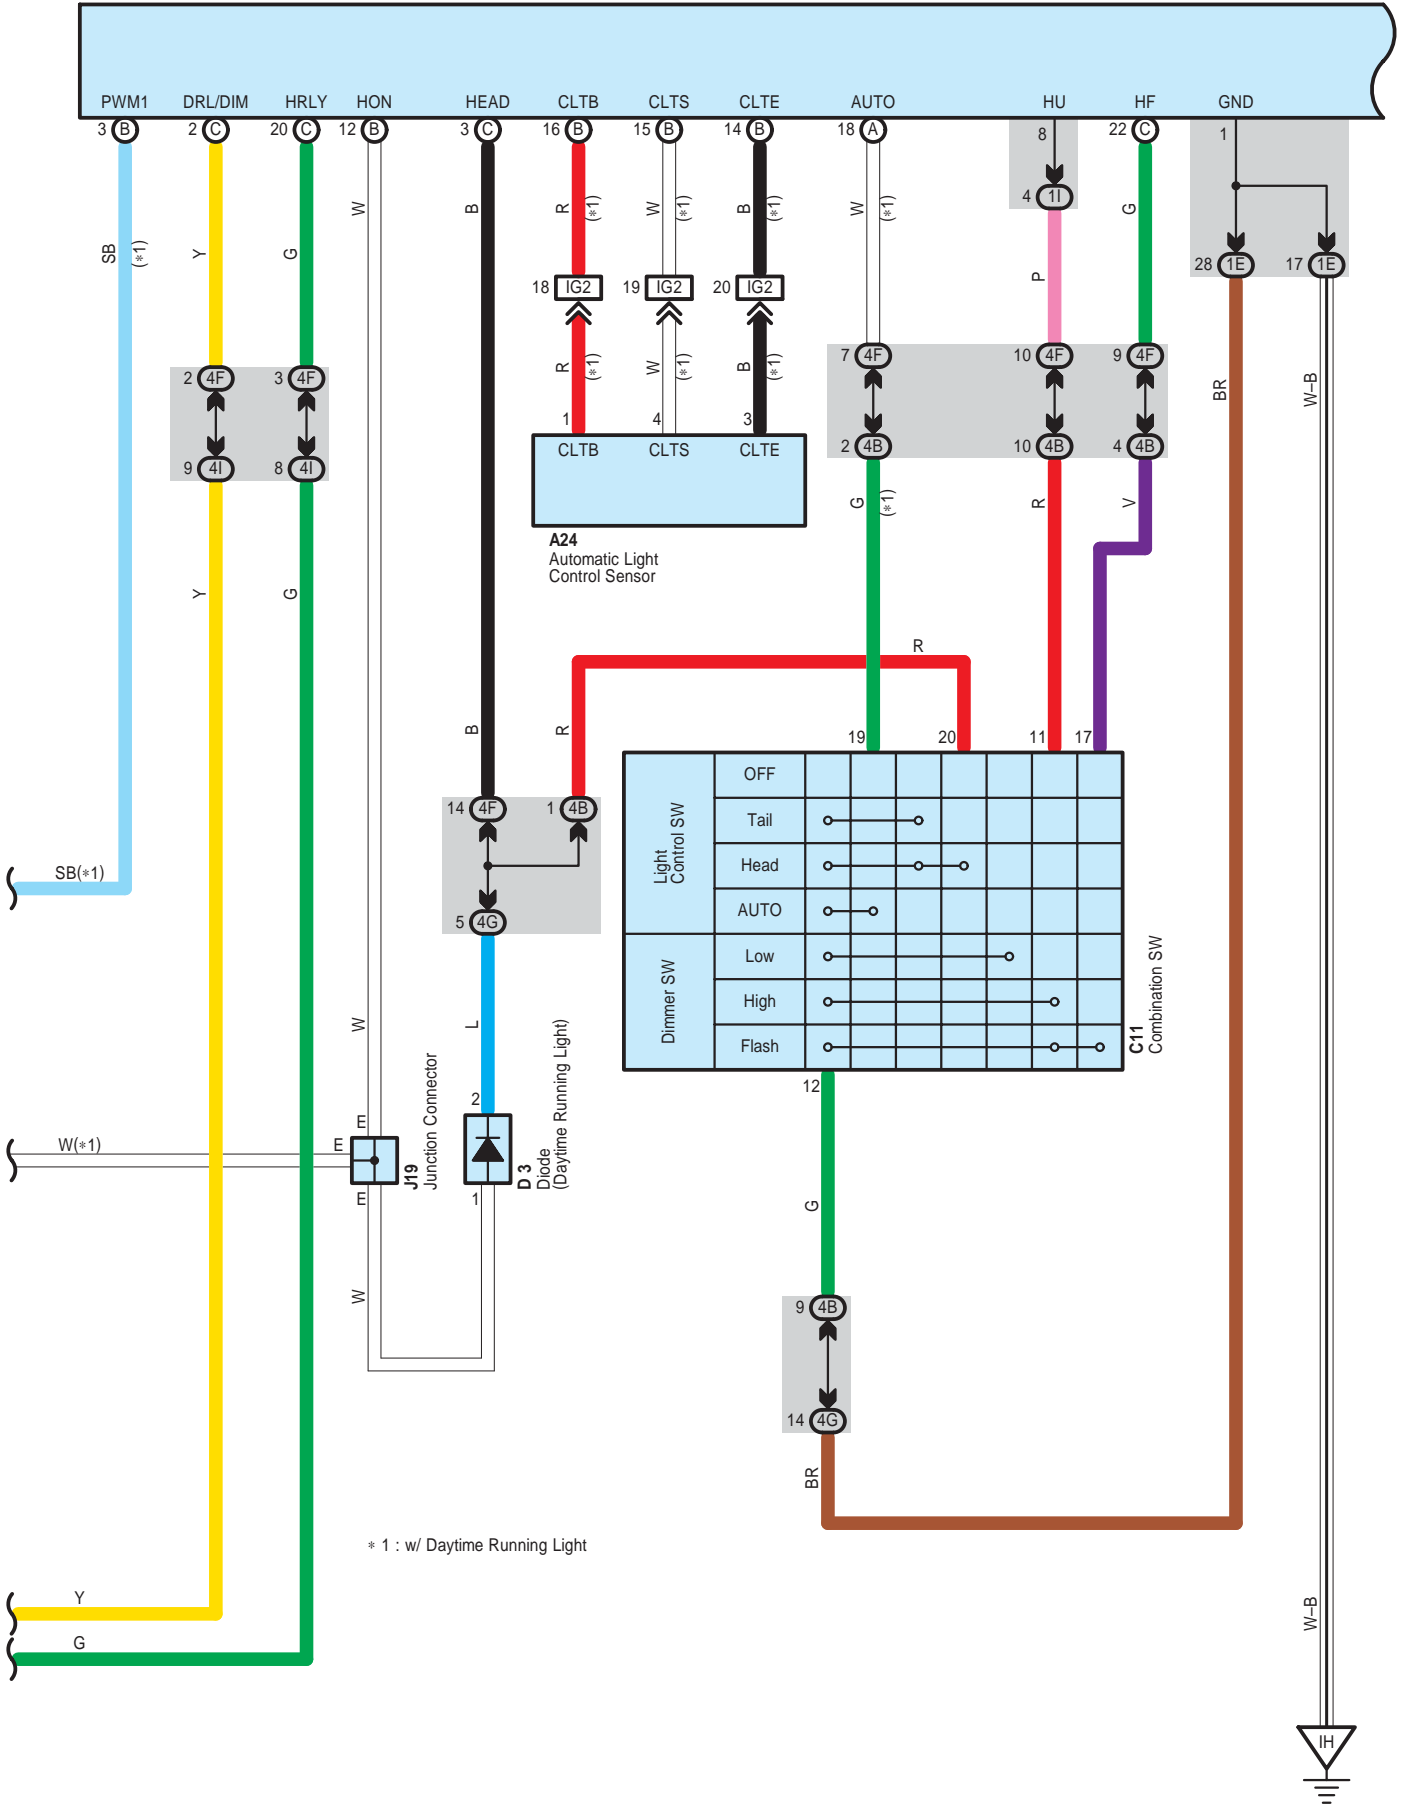 PWM1 DRL/DIM HRLY HON HEAD CLTB CLTS CLTE AUTO HU HF GND
3 B 2 C 20 C 12 B 3 C 16 B 15 B 14 B 18 A 8 22 C 1
4 1I
SB (*1) Y G W B R (*1) W (*1) B (*1) W (*1) P G
28 1E 17 1E
18 IG2 19 IG2 20 IG2
R (*1) W (*1) B (*1)
7 4F 10 4F 9 4F
2 4F 3 4F
BR W–B
1 4 3
CLTB CLTS CLTE
2 4B 10 4B 4 4B
9 4I 8 4I
G (*1) R V
A24
Automatic Light
Control Sensor
Y G
R
B R
19 20 11 17
14 4F 1 4B
Light
Control SW
OFF
Tail
Head
AUTO
Dimmer SW
Low
High
Flash
C11
Combination SW
SB(*1)
5 4G
W L
12
2
E
W(*1) E
E
J19
Junction Connector
D 3
Diode
(Daytime Running Light)
1
G
W
9 4B
14 4G
BR
* 1 : w/ Daytime Running Light
Y
G
W–B
IH